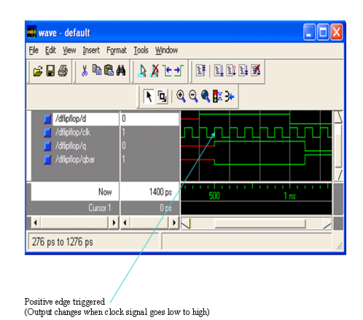 wave - default
File Edit View Insert Format Tools Window
/dflipflop/d 0
/dflipflop/clk 1
/dflipflop/q 0
/dflipflop/qbar 1
Now 1400 ps 500 1 ns
Cursor 1 0 ps
276 ps to 1276 ps
Positive edge triggered
(Output changes when clock signal goes low to high)